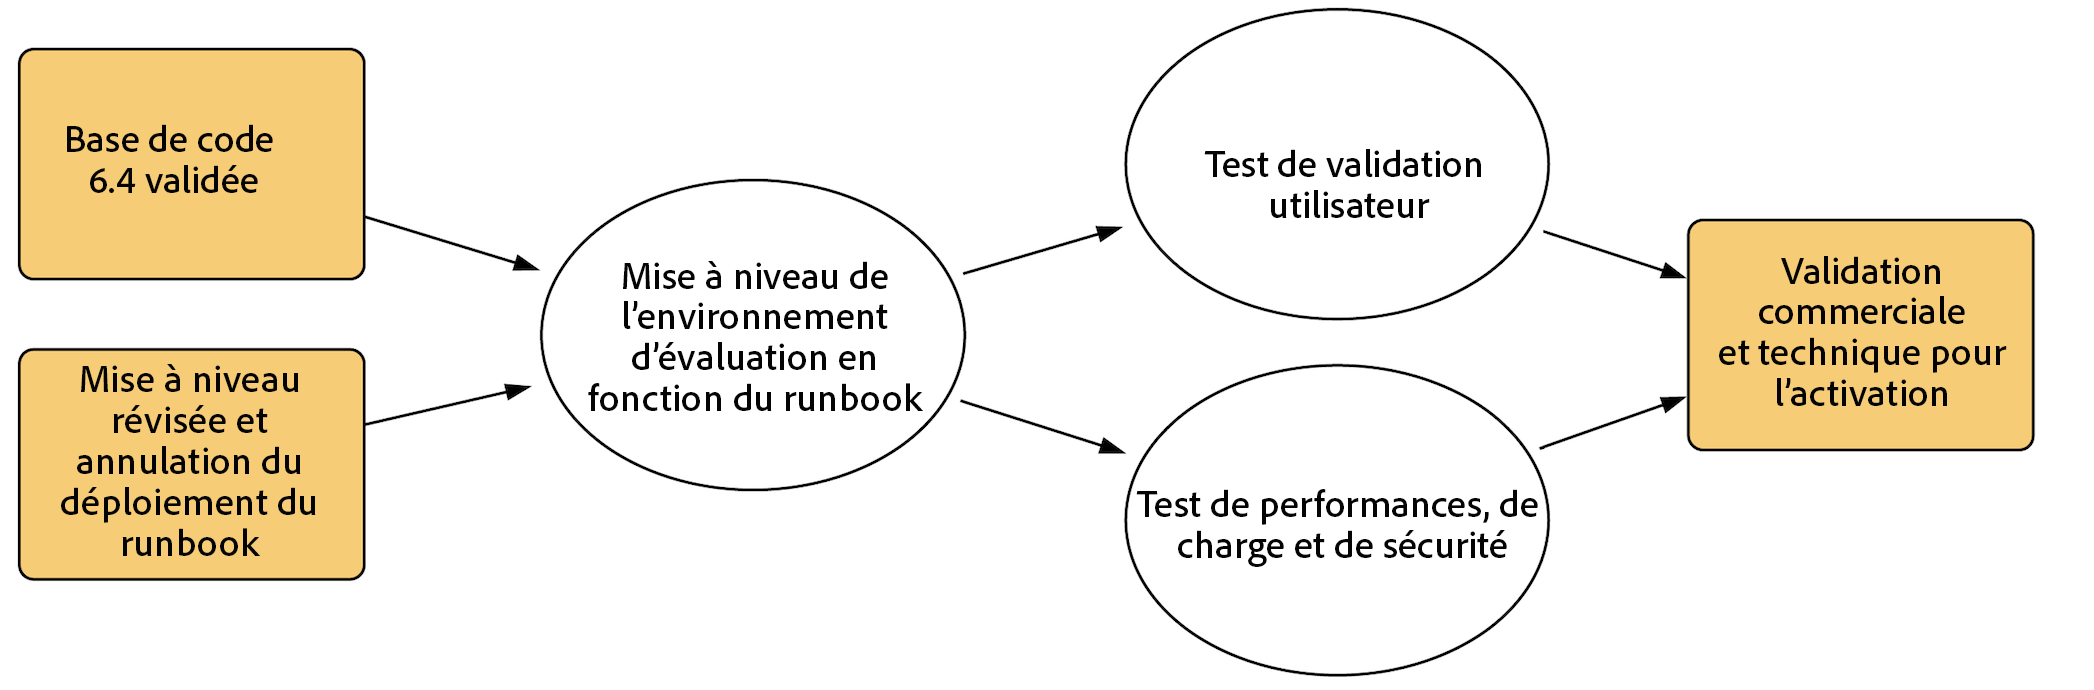 Base de code
6.4 validée
Mise à niveau
révisée et
annulation du
déploiement du
runbook
Mise à niveau de
l’environnement
d’évaluation en
fonction du runbook
Test de validation
utilisateur
Test de performances, de
charge et de sécurité
Validation
commerciale
et technique pour
l’activation